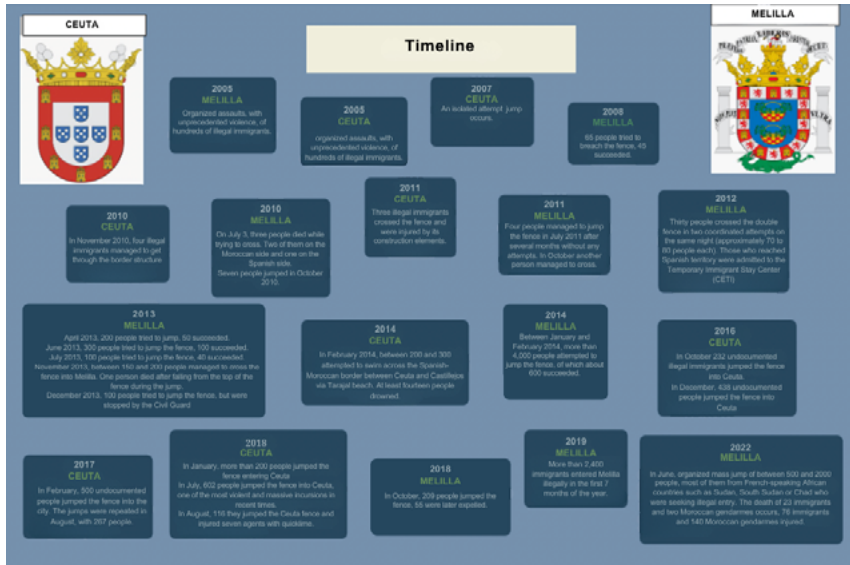 CEUTA
MELILLA
Timeline
2005
MELILLA
Organized assaults, with
unprecedented violence, of
hundreds of illegal immigrants.
2005
CEUTA
organized assaults, with
unprecedented violence, of
hundreds of illegal immigrants.
2007
CEUTA
An isolated attempt jump
occurs.
2008
MELILLA
65 people tried to
breach the fence, 45
succeeded.
2010
CEUTA
In November 2010, four illegal
immigrants managed to get
through the border structure
2010
MELILLA
On July 3, three people died while
trying to cross. Two of them on the
Moroccan side and one on the
Spanish side.
Seven people jumped in October
2010.
2011
CEUTA
Three illegal immigrants
crossed the fence and
were injured by its
construction elements.
2011
MELILLA
Four people managed to jump
the fence in July 2011 after
several months without any
attempts. In October another
person managed to cross.
2012
MELILLA
Thirty people crossed the double
fence in two coordinated attempts on
the same night (approximately 70 to
80 people each). Those who reached
Spanish territory were admitted to the
Temporary Immigrant Stay Center
(CETI)
2013
MELILLA
April 2013, 200 people tried to jump, 50 succeeded.
June 2013, 300 people tried to jump the fence, 100 succeeded.
July 2013, 100 people tried to jump the fence, 40 succeeded.
November 2013, between 150 and 200 people managed to cross the
fence into Melilla. One person died after falling from the top of the
fence during the jump.
December 2013, 100 people tried to jump the fence, but were
stopped by the Civil Guard
2014
CEUTA
In February 2014, between 200 and 300
attempted to swim across the Spanish-
Moroccan border between Ceuta and Castillejos
via Tarajal beach. At least fourteen people
drowned.
2014
MELILLA
Between January and
February 2014, more than
4,000 people attempted to
jump the fence, of which about
600 succeeded.
2016
CEUTA
In October 232 undocumented
illegal immigrants jumped the fence
into Ceuta.
In December, 438 undocumented
people jumped the fence into
Ceuta
2017
CEUTA
In February, 500 undocumented
people jumped the fence into the
city. The jumps were repeated in
August, with 267 people.
2018
CEUTA
In January, more than 200 people jumped the
fence entering Ceuta
In July, 602 people jumped the fence into Ceuta,
one of the most violent and massive incursions in
recent times.
In August, 116 they jumped the Ceuta fence and
injured seven agents with quicklime.
2018
MELILLA
In October, 209 people jumped the
fence, 55 were later expelled.
2019
MELILLA
More than 2,400
immigrants entered Melilla
illegally in the first 7
months of the year.
2022
MELILLA
In June, organized mass jump of between 500 and 2000
people, most of them from French-speaking African
countries such as Sudan, South Sudan or Chad who
were seeking illegal entry. The death of 23 immigrants
and two Moroccan gendarmes occurs, 76 immigrants
and 140 Moroccan gendarmes injured.